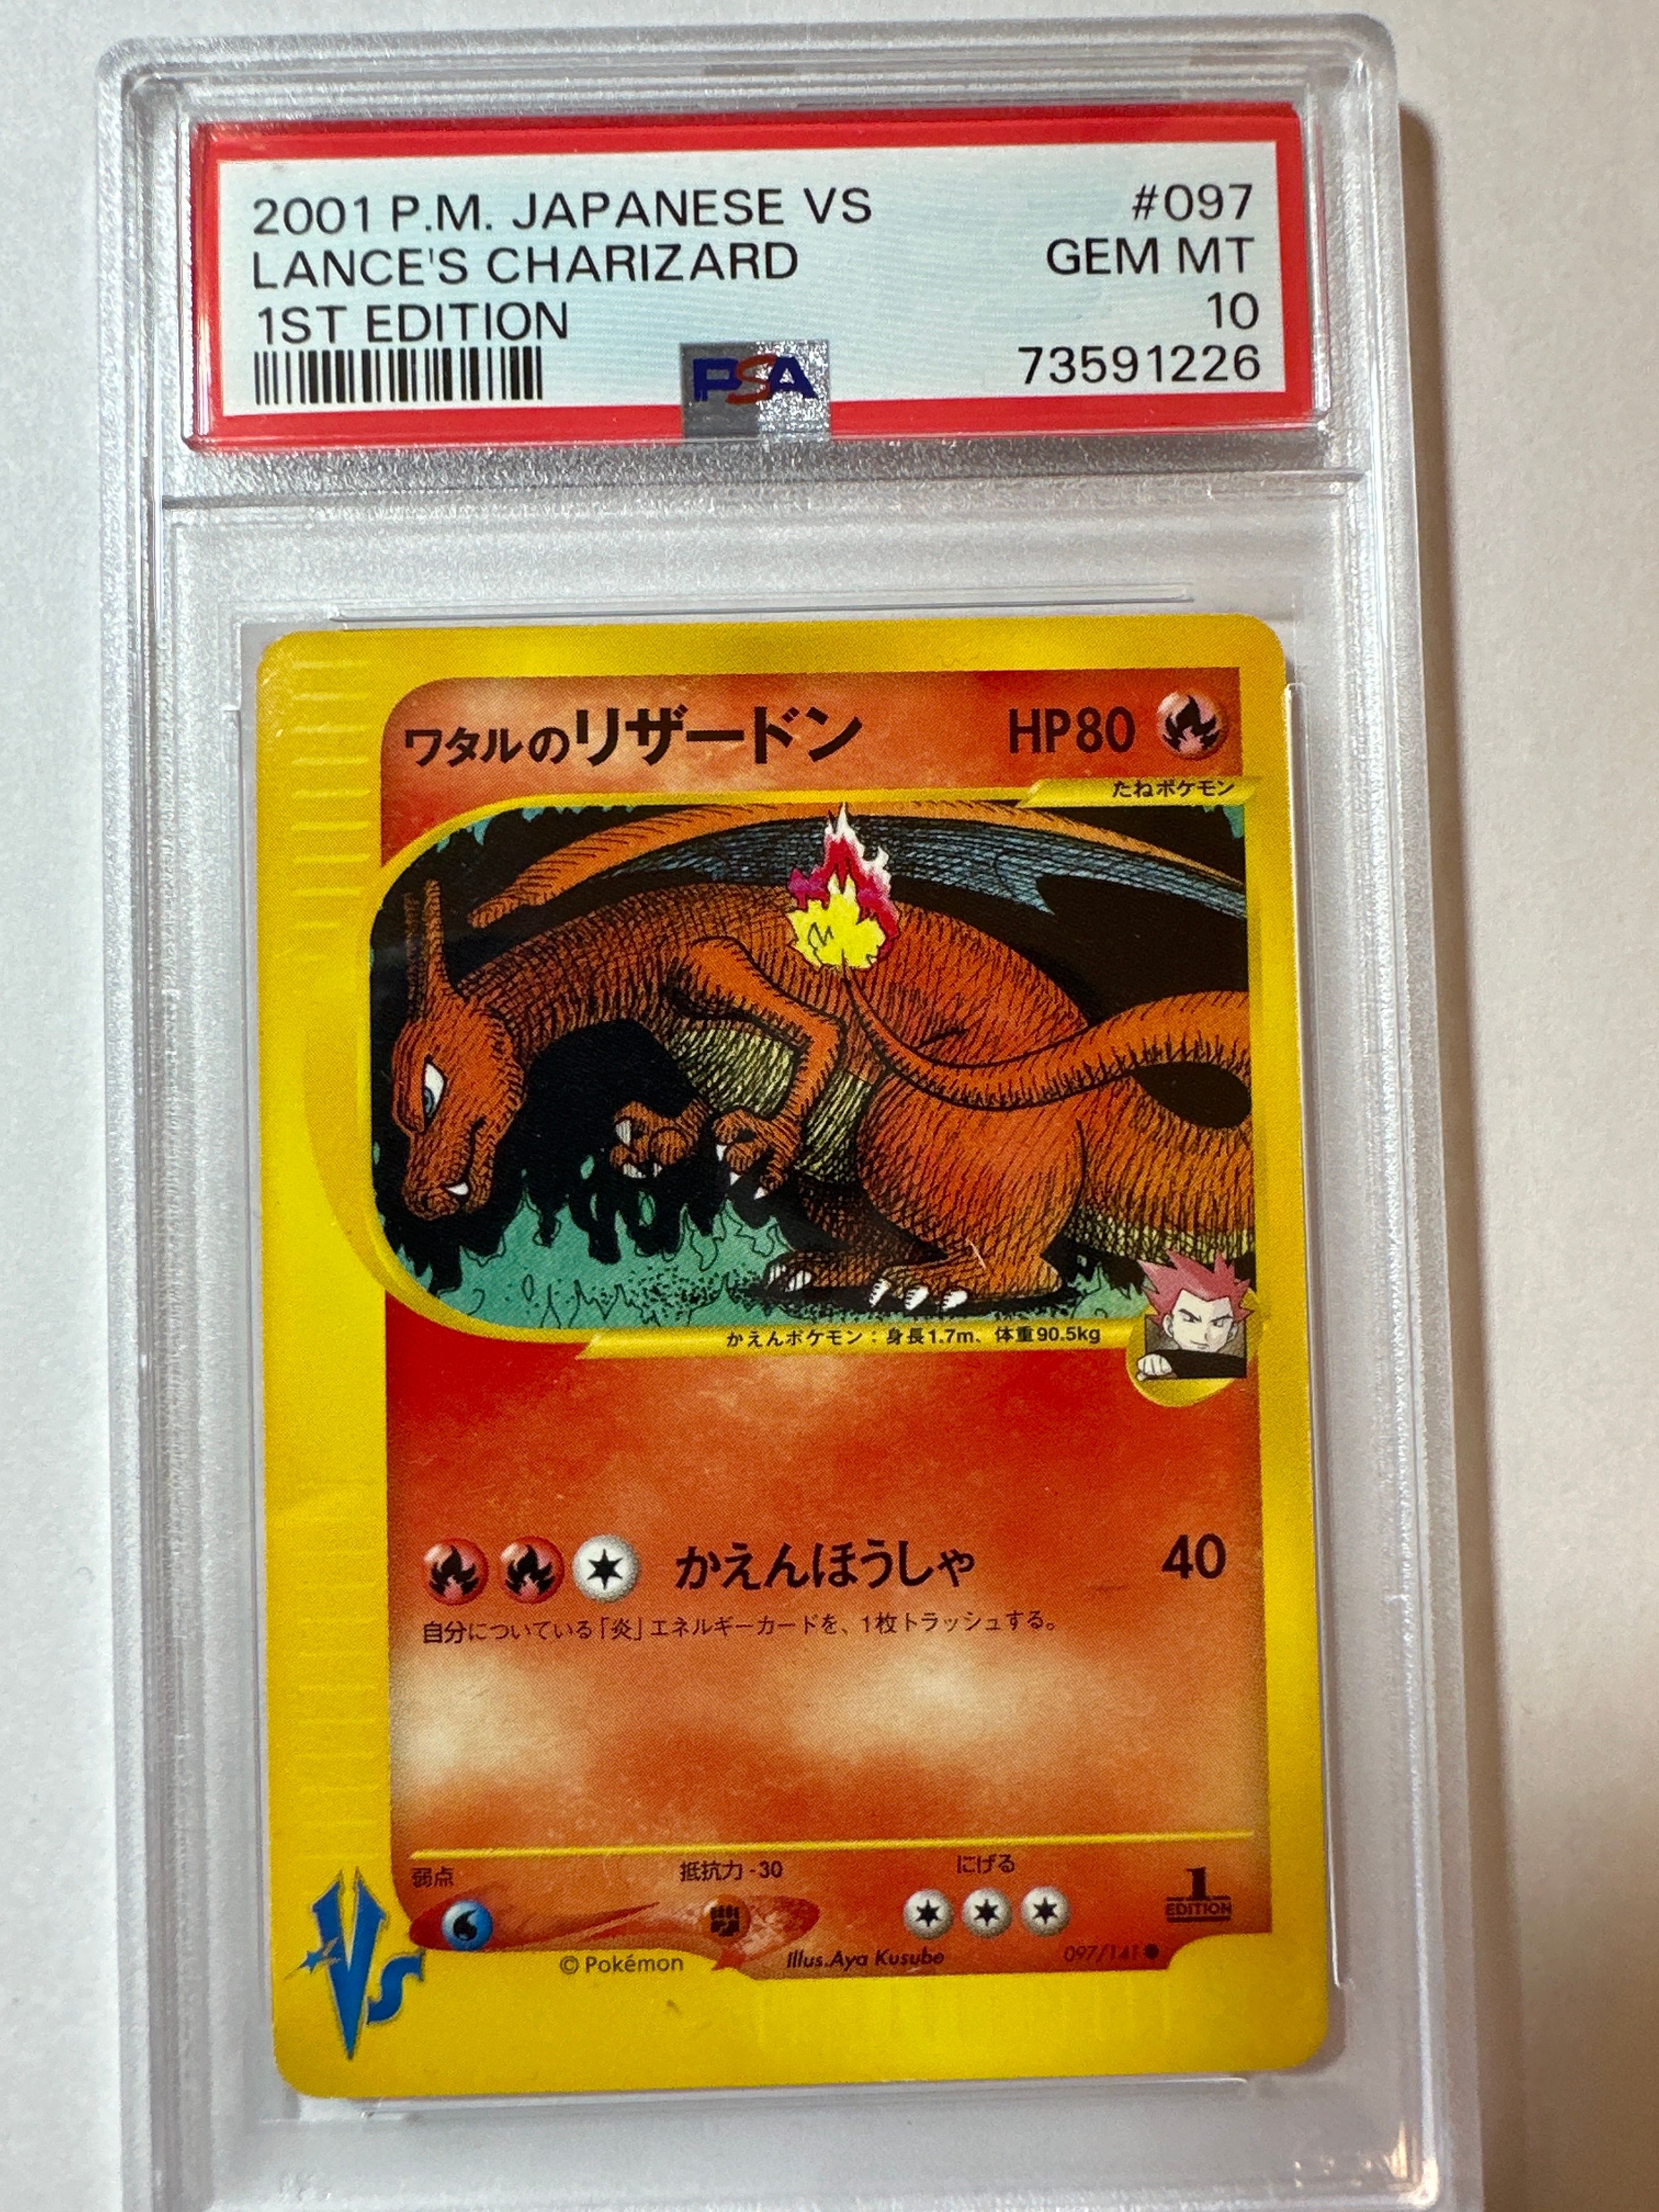 2001 P.M. JAPANESE VS #097
LANCE'S CHARIZARD GEM MT
1ST EDITION 10
PSA 73591226
ワタルのリザードン HP80
たねポケモン
かえんポケモン：身長1.7m、体重90.5kg
かえんほうしゃ 40
自分についている「炎」エネルギーカードを、1枚トラッシュする。
弱点 抵抗力 -30 にげる
1
EDITION
© Pokémon Illus.Aya Kusube 097/141
Vs